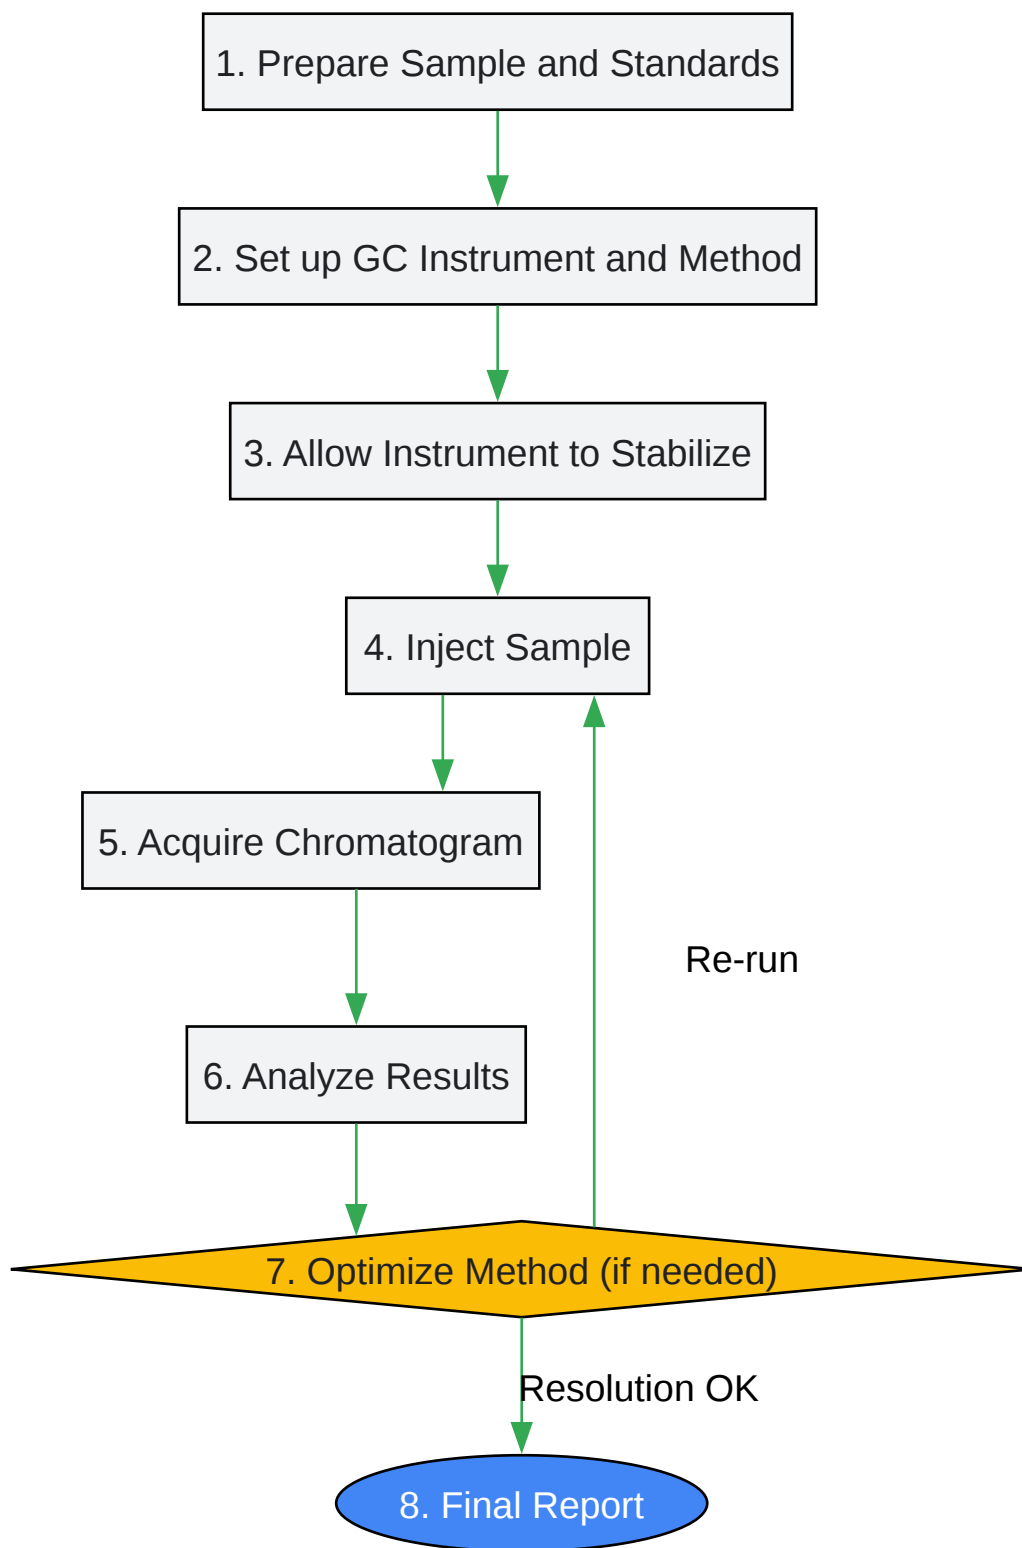 1. Prepare Sample and Standards
2. Set up GC Instrument and Method
3. Allow Instrument to Stabilize
4. Inject Sample
5. Acquire Chromatogram
Re-run
6. Analyze Results
7. Optimize Method (if needed)
Resolution OK
8. Final Report